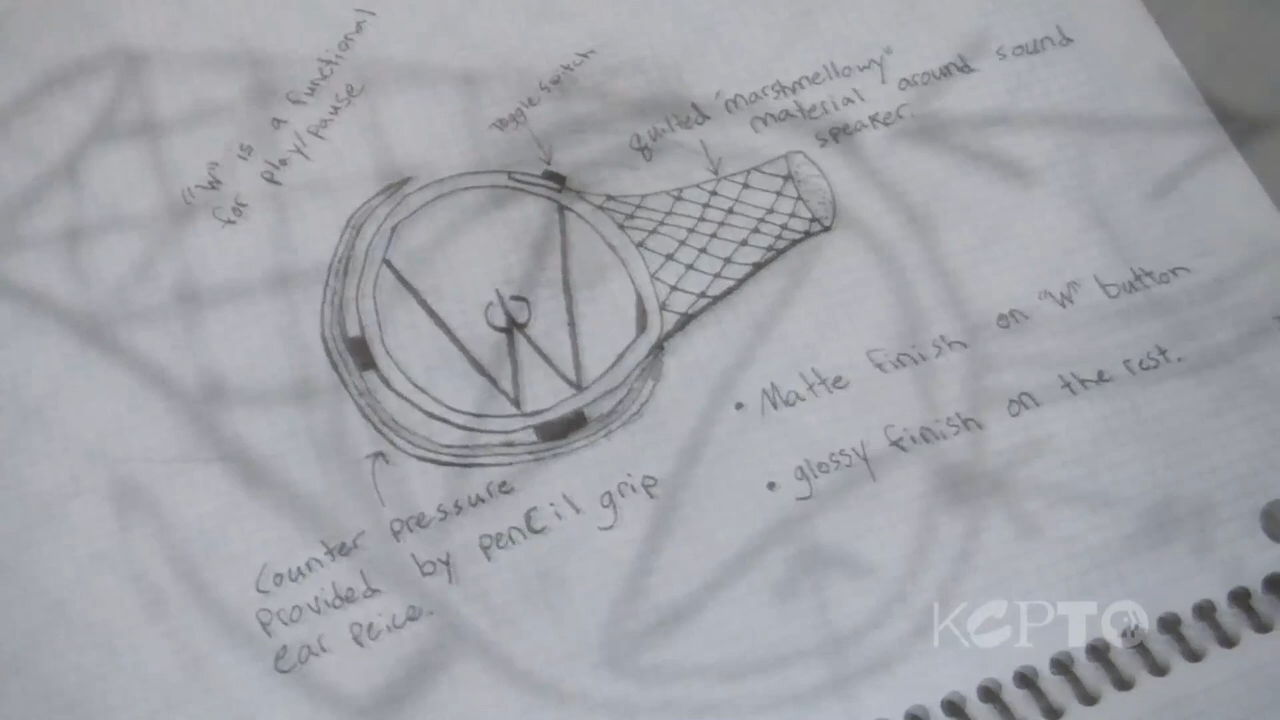 "W" is a functional
for play/pause
Toggle switch
quilted "marshmellowy"
material around sound
speaker.
W
• Matte finish on "W" button
• glossy finish on the rest.
Counter pressure
provided by pencil grip
ear peice.
KCPTO